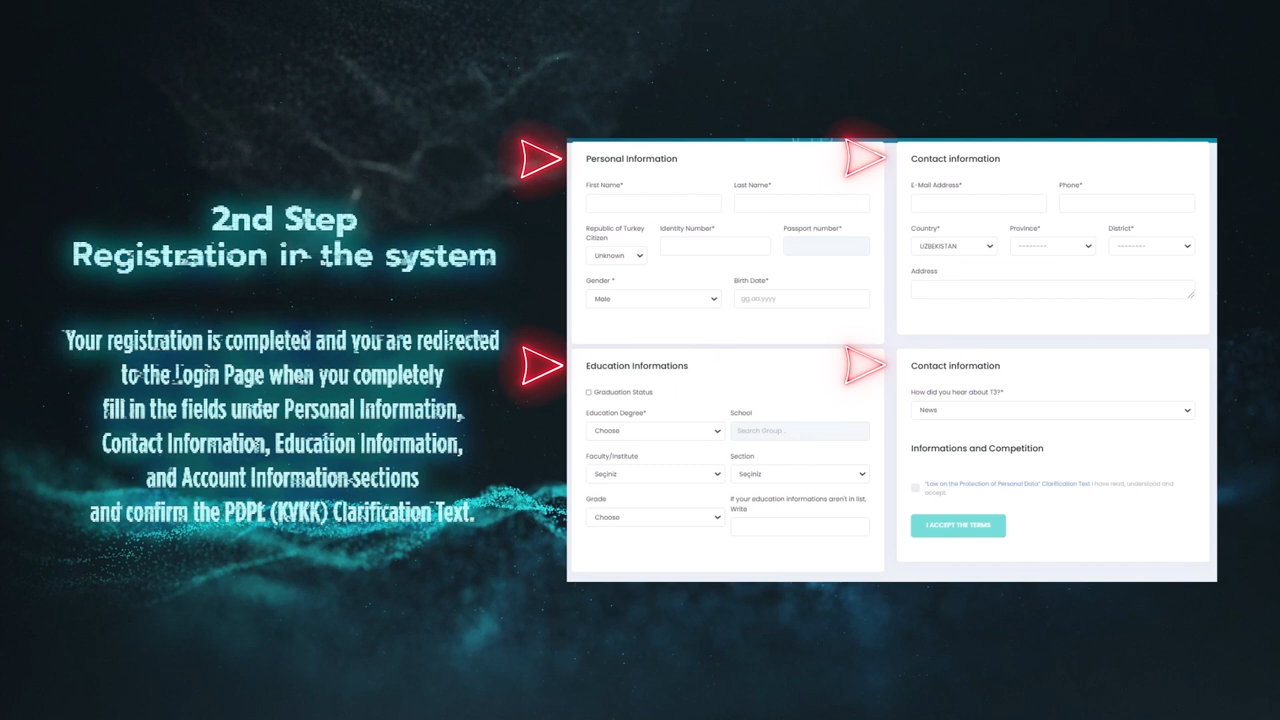 2nd Step
Registration in the system
Your registration is completed and you are redirected
to the Login Page when you completely
fill in the fields under Personal Information,
Contact Information, Education Information,
and Account Information sections
and confirm the PDPL (KVKK) Clarification Text.
Personal Information
First Name*
Last Name*
Republic of Turkey
Citizen
Identity Number*
Passport number*
Unknown
Gender *
Birth Date*
Male
gg.aa.yyyy
Contact information
E-Mail Address*
Phone*
Country*
Province*
District*
UZBEKISTAN
---------
---------
Address
Education Informations
Graduation Status
Education Degree*
School
Choose
Search Group ..
Faculty/Institute
Section
Seçiniz
Seçiniz
Grade
If your education informations aren't in list,
Write
Choose
Contact information
How did you hear about T3?*
News
Informations and Competition
"Law on the Protection of Personal Data" Clarification Text I have read, understood and
accept.
I ACCEPT THE TERMS